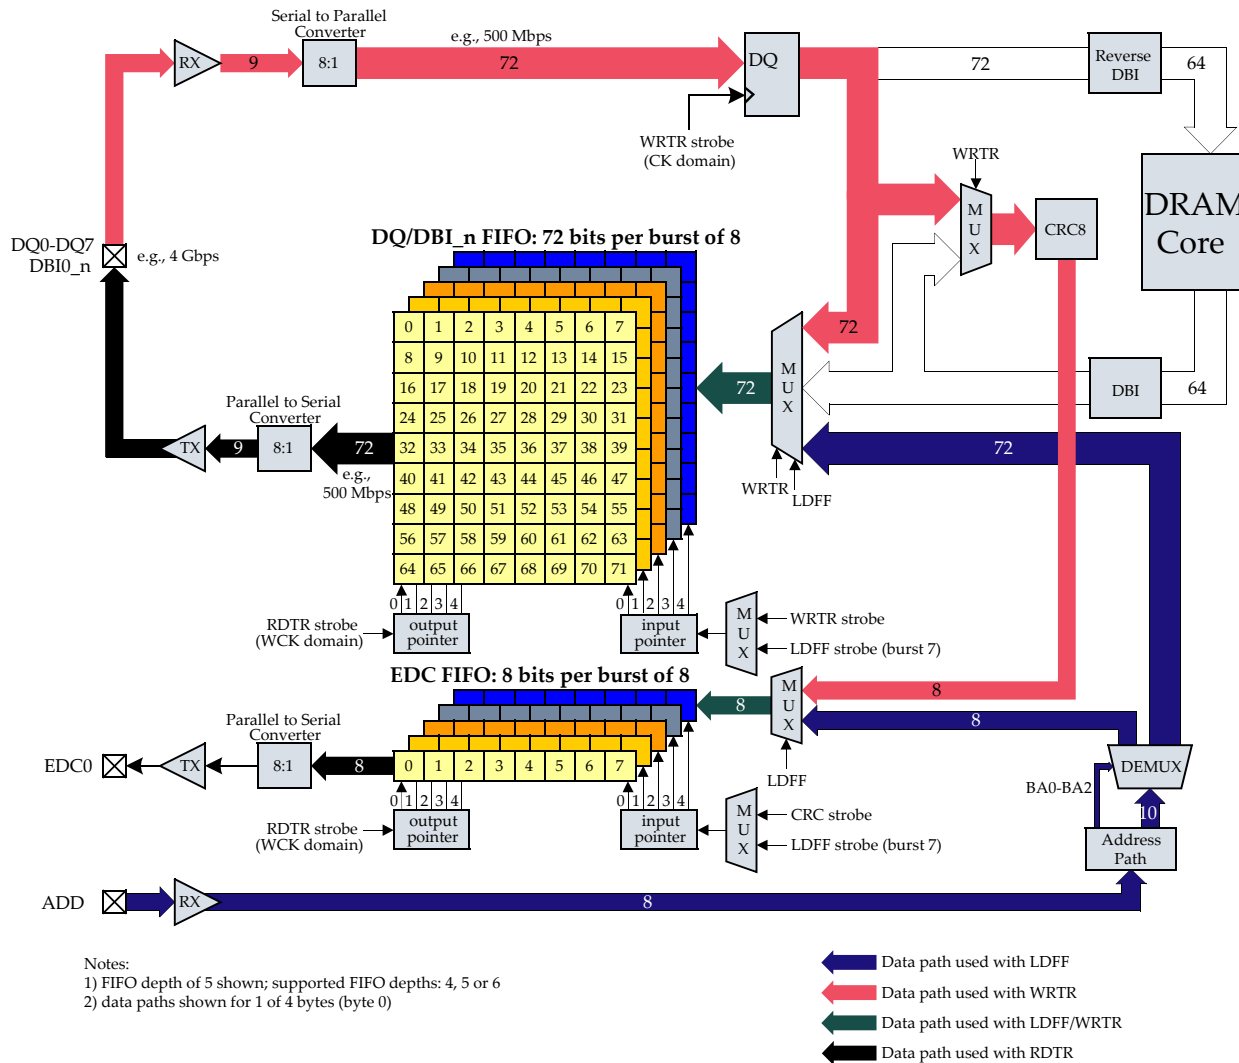 Serial to Parallel
Converter
RX
9
8:1
e.g., 500 Mbps
72
DQ
72
Reverse
DBI
64
WRTR strobe
(CK domain)
WRTR
M
U
X
CRC8
DRAM
Core
DQ0-DQ7
DBI0_n
e.g., 4 Gbps
DQ/DBI_n FIFO: 72 bits per burst of 8
0 1 2 3 4 5 6 7
8 9 10 11 12 13 14 15
16 17 18 19 20 21 22 23
24 25 26 27 28 29 30 31
32 33 34 35 36 37 38 39
40 41 42 43 44 45 46 47
48 49 50 51 52 53 54 55
56 57 58 59 60 61 62 63
64 65 66 67 68 69 70 71
72
M
U
X
72
DBI
64
72
WRTR
LDFF
Parallel to Serial
Converter
TX
9
8:1
72
e.g.,
500 Mbps
0 1 2 3 4
0 1 2 3 4
RDTR strobe
(WCK domain)
output
pointer
input
pointer
M
U
X
WRTR strobe
LDFF strobe (burst 7)
EDC FIFO: 8 bits per burst of 8
8
M
U
X
8
8
LDFF
Parallel to Serial
Converter
EDC0
TX
8:1
8
0 1 2 3 4 5 6 7
DEMUX
BA0-BA2
10
Address
Path
0 1 2 3 4
0 1 2 3 4
RDTR strobe
(WCK domain)
output
pointer
input
pointer
M
U
X
CRC strobe
LDFF strobe (burst 7)
ADD
RX
8
Notes:
1) FIFO depth of 5 shown; supported FIFO depths: 4, 5 or 6
2) data paths shown for 1 of 4 bytes (byte 0)
Data path used with LDFF
Data path used with WRTR
Data path used with LDFF/WRTR
Data path used with RDTR